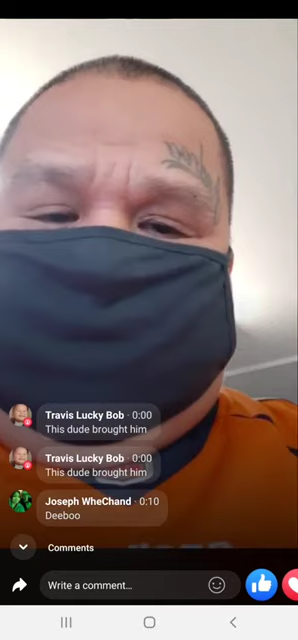 Travis Lucky Bob · 0:00
This dude brought him
Travis Lucky Bob · 0:00
This dude brought him
Joseph WheChand · 0:10
Deeboo
Comments
Write a comment...